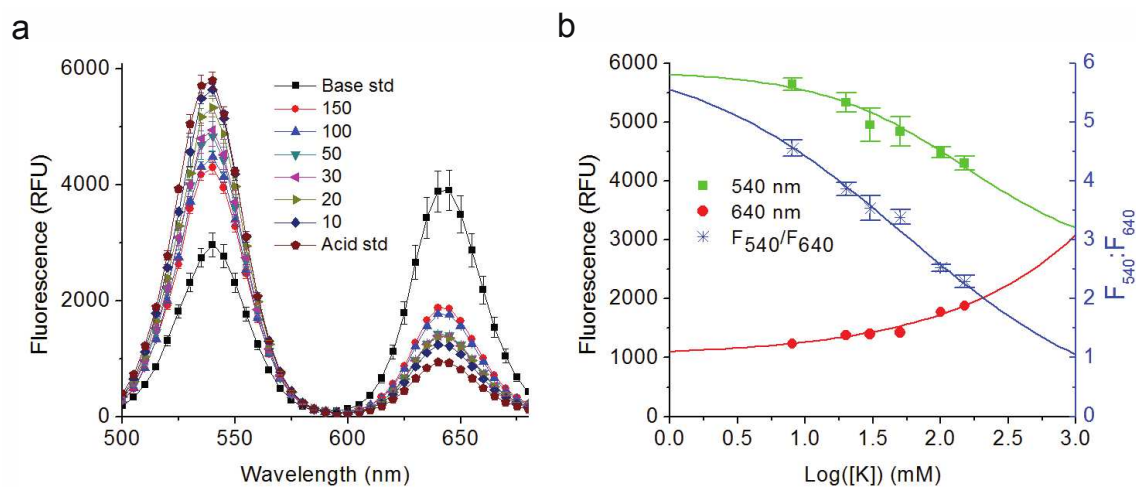 a
6000
4000
2000
0
500
550
600
650
Fluorescence (RFU)
Wavelength (nm)
Base std
150
100
50
30
20
10
Acid std
b
6000
5000
4000
3000
2000
1000
0
0.0
0.5
1.0
1.5
2.0
2.5
3.0
Fluorescence (RFU)
Log([K]) (mM)
540 nm
640 nm
F540/F640
6
5
4
3
2
1
0
F540:F640